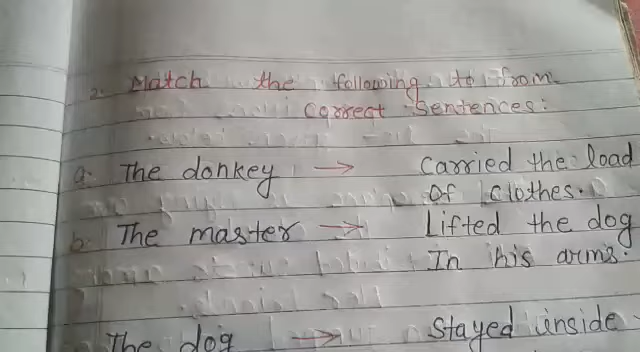 2. Match the following to from
correct sentences:
a. The donkey → Carried the load
of clothes.
b. The master → Lifted the dog
In his arms.
The dog → Stayed inside